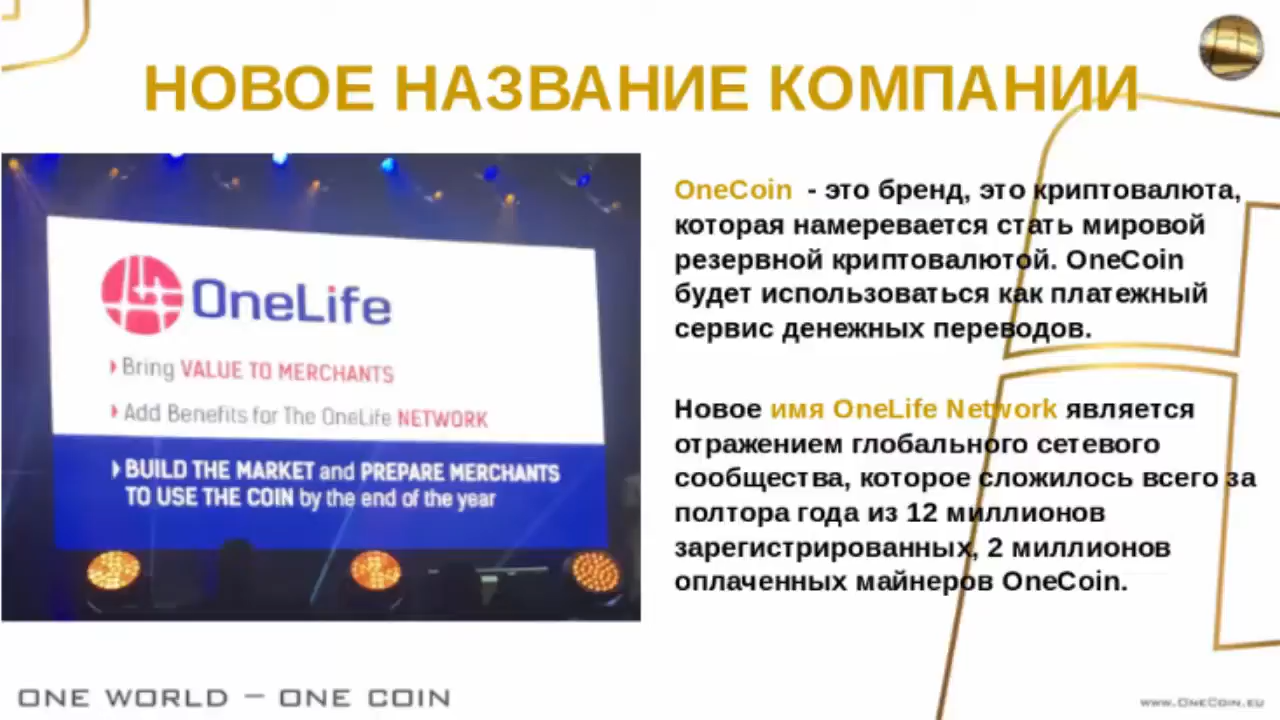 НОВОЕ НАЗВАНИЕ КОМПАНИИ
OneLife
Bring VALUE TO MERCHANTS
Add Benefits for The OneLife NETWORK
BUILD THE MARKET and PREPARE MERCHANTS
TO USE THE COIN by the end of the year
OneCoin - это бренд, это криптовалюта,
которая намеревается стать мировой
резервной криптовалютой. OneCoin
будет использоваться как платежный
сервис денежных переводов.
Новое имя OneLife Network является
отражением глобального сетевого
сообщества, которое сложилось всего за
полтора года из 12 миллионов
зарегистрированных, 2 миллионов
оплаченных майнеров OneCoin.
ONE WORLD – ONE COIN
www.OneCoin.eu